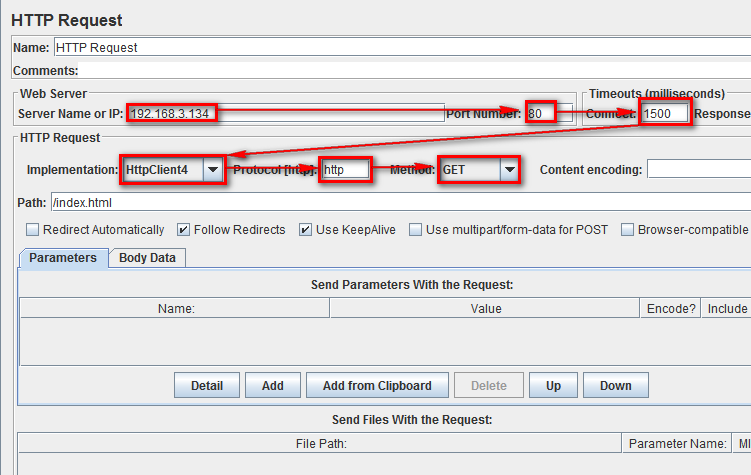 HTTP Request
Name: HTTP Request
Comments:
Web Server
Timeouts (milliseconds)
Server Name or IP: 192.168.3.134 Port Number: 80 Connect: 1500 Response
HTTP Request
Implementation: HttpClient4 Protocol [http]: http Method: GET Content encoding:
Path: /index.html
Redirect Automatically Follow Redirects Use KeepAlive Use multipart/form-data for POST Browser-compatible
Parameters Body Data
Send Parameters With the Request:
Name: Value Encode? Include
Detail Add Add from Clipboard Delete Up Down
Send Files With the Request:
File Path: Parameter Name: MI